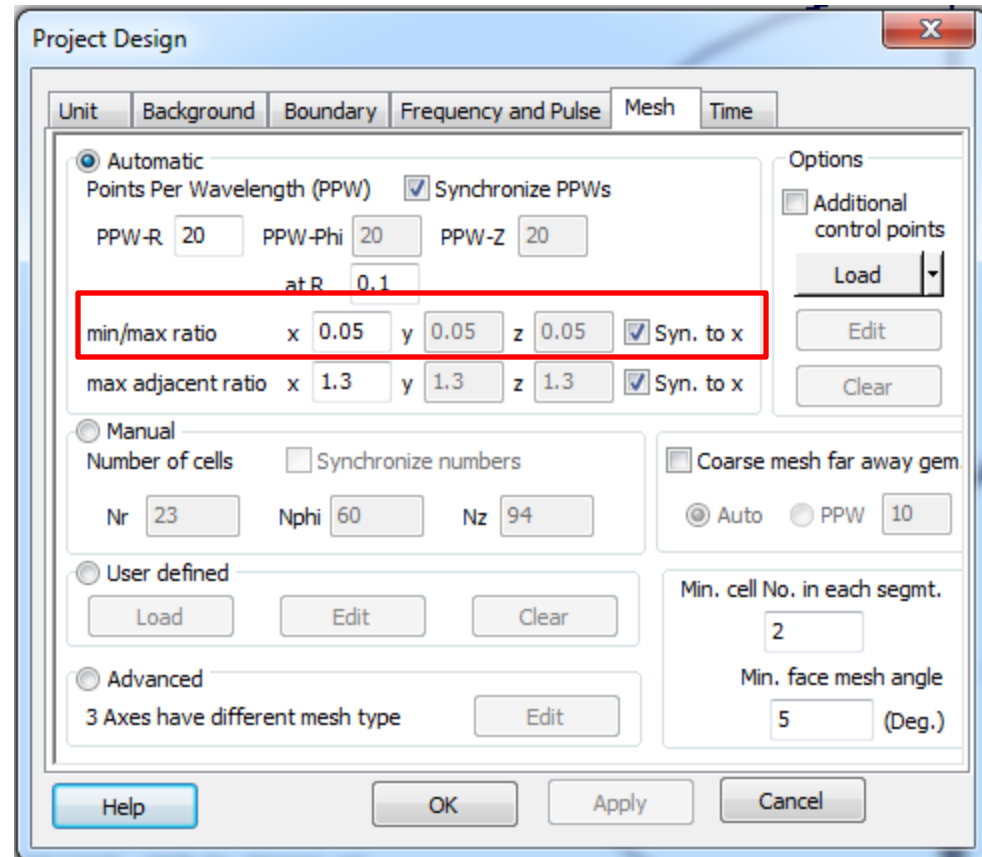 Project Design
x
Unit Background Boundary Frequency and Pulse Mesh Time
Automatic
Points Per Wavelength (PPW) Synchronize PPWs
PPW-R 20 PPW-Phi 20 PPW-Z 20
at R 0.1
min/max ratio x 0.05 y 0.05 z 0.05 Syn. to x
max adjacent ratio x 1.3 y 1.3 z 1.3 Syn. to x
Options
Additional
control points
Load
Edit
Clear
Manual
Number of cells Synchronize numbers
Nr 23 Nphi 60 Nz 94
Coarse mesh far away gem.
Auto PPW 10
User defined
Load Edit Clear
Advanced
3 Axes have different mesh type Edit
Min. cell No. in each segmt.
2
Min. face mesh angle
5 (Deg.)
Help OK Apply Cancel